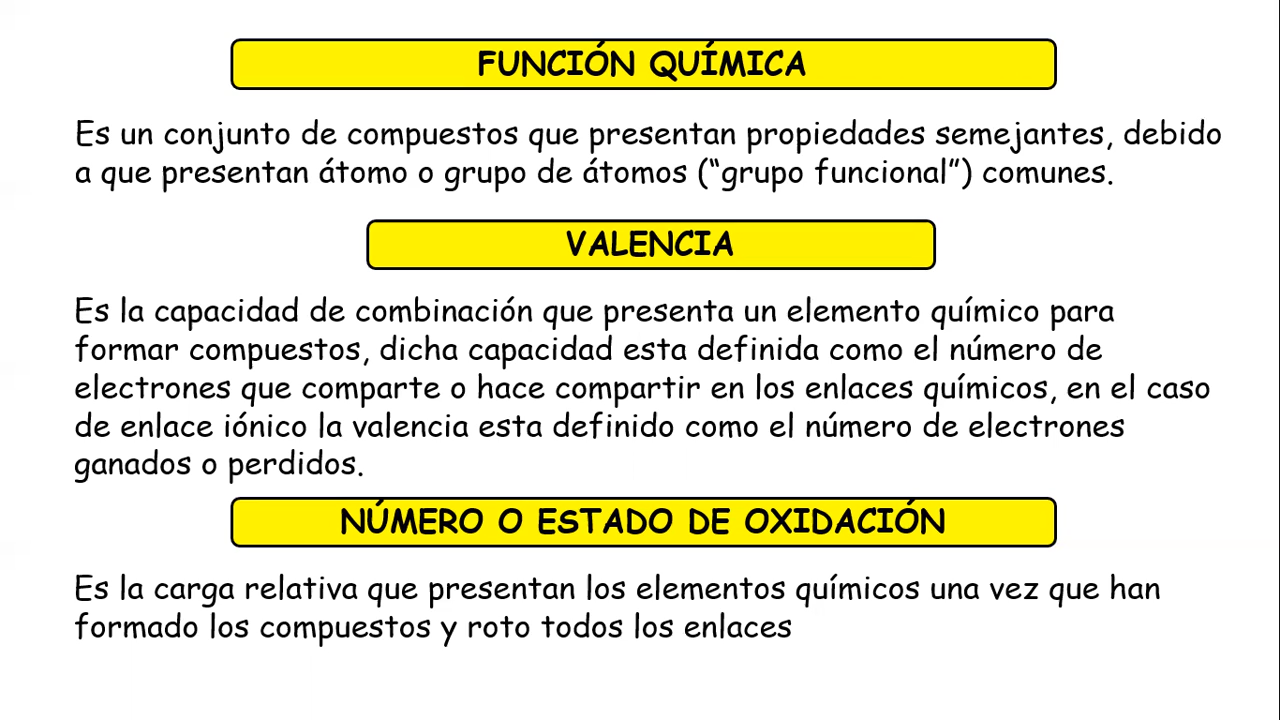 FUNCIÓN QUÍMICA
Es un conjunto de compuestos que presentan propiedades semejantes, debido
a que presentan átomo o grupo de átomos (“grupo funcional”) comunes.
VALENCIA
Es la capacidad de combinación que presenta un elemento químico para
formar compuestos, dicha capacidad esta definida como el número de
electrones que comparte o hace compartir en los enlaces químicos, en el caso
de enlace iónico la valencia esta definido como el número de electrones
ganados o perdidos.
NÚMERO O ESTADO DE OXIDACIÓN
Es la carga relativa que presentan los elementos químicos una vez que han
formado los compuestos y roto todos los enlaces